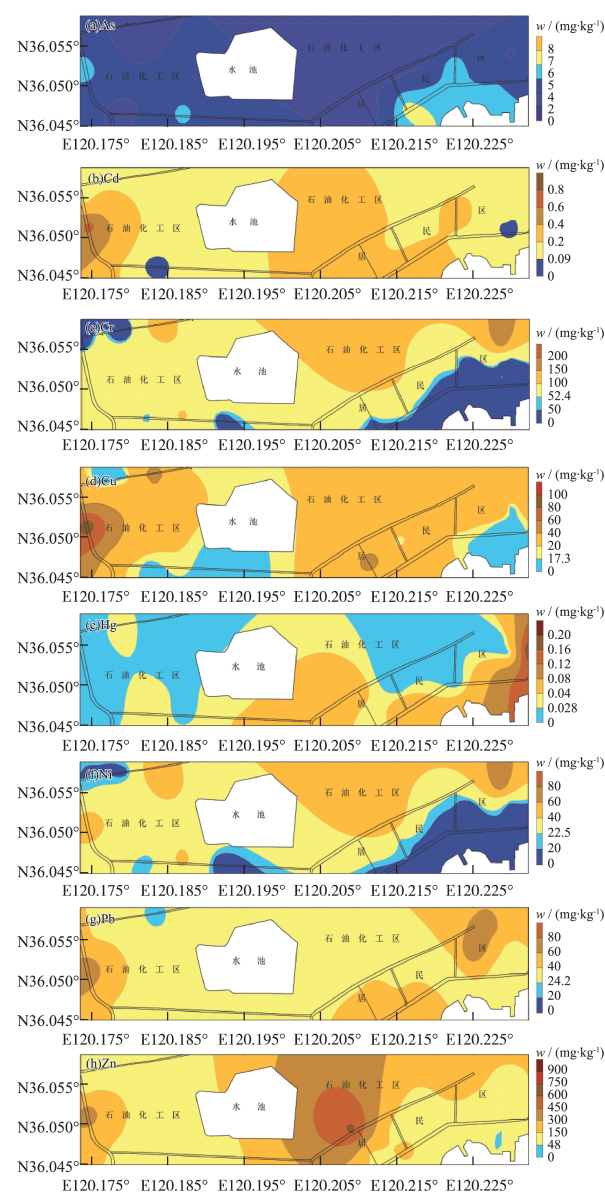 (a)As
w / (mg·kg⁻¹)
N36.055°
N36.050°
N36.045°
石油化工区
水池
石油化工区
居
民
区
8
7
6
5
4
2
0
E120.175° E120.185° E120.195° E120.205° E120.215° E120.225°
(b)Cd
w / (mg·kg⁻¹)
N36.055°
N36.050°
N36.045°
石油化工区
水池
石油化工区
居
民
区
0.8
0.6
0.4
0.2
0.09
0
E120.175° E120.185° E120.195° E120.205° E120.215° E120.225°
(c)Cr
w / (mg·kg⁻¹)
N36.055°
N36.050°
N36.045°
石油化工区
水池
石油化工区
居
民
区
200
150
100
52.4
50
0
E120.175° E120.185° E120.195° E120.205° E120.215° E120.225°
(d)Cu
w / (mg·kg⁻¹)
N36.055°
N36.050°
N36.045°
石油化工区
水池
石油化工区
居
民
区
100
80
60
40
20
17.3
0
E120.175° E120.185° E120.195° E120.205° E120.215° E120.225°
(c)Hg
w / (mg·kg⁻¹)
N36.055°
N36.050°
N36.045°
石油化工区
水池
石油化工区
居
民
区
0.20
0.16
0.12
0.08
0.04
0.028
0
E120.175° E120.185° E120.195° E120.205° E120.215° E120.225°
(f)Ni
w / (mg·kg⁻¹)
N36.055°
N36.050°
N36.045°
石油化工区
水池
石油化工区
居
民
区
80
60
40
22.5
20
0
E120.175° E120.185° E120.195° E120.205° E120.215° E120.225°
(g)Pb
w / (mg·kg⁻¹)
N36.055°
N36.050°
N36.045°
石油化工区
水池
石油化工区
居
民
区
80
60
40
24.2
20
0
E120.175° E120.185° E120.195° E120.205° E120.215° E120.225°
(h)Zn
w / (mg·kg⁻¹)
N36.055°
N36.050°
N36.045°
石油化工区
水池
石油化工区
居
民
区
900
750
600
450
300
150
48
0
E120.175° E120.185° E120.195° E120.205° E120.215° E120.225°